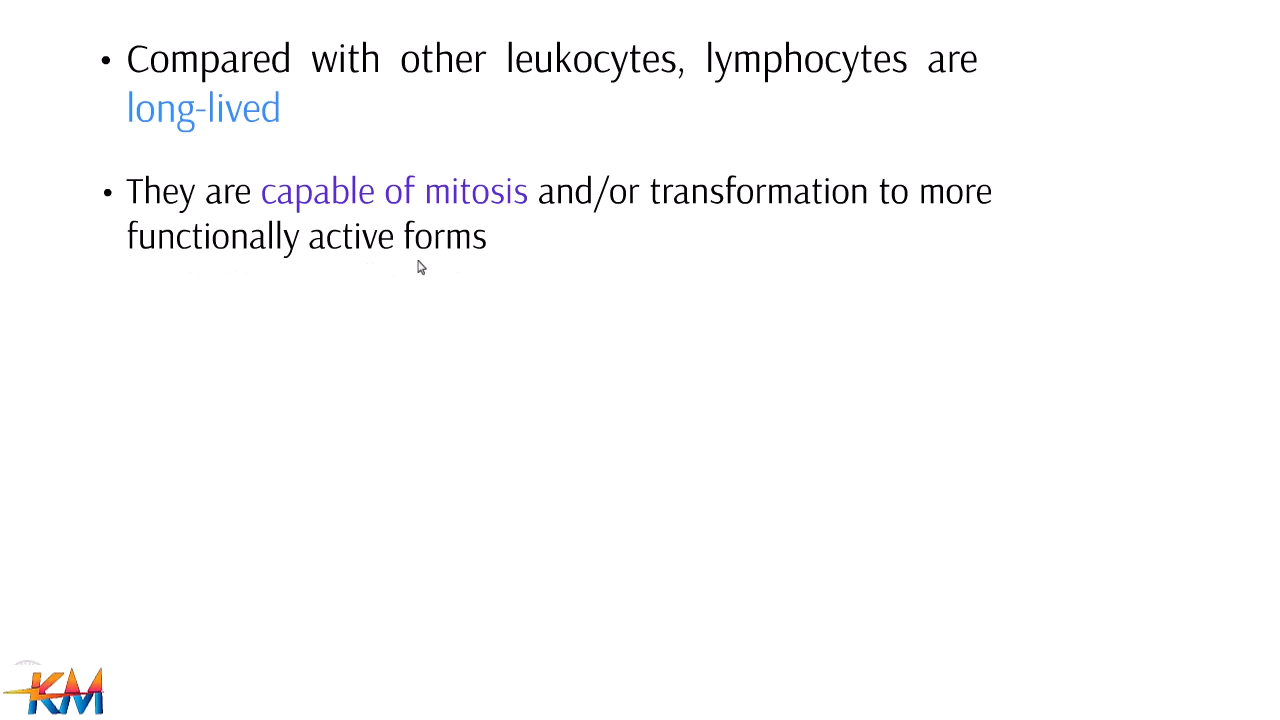 • Compared with other leukocytes, lymphocytes are
long-lived
• They are capable of mitosis and/or transformation to more
functionally active forms
KM